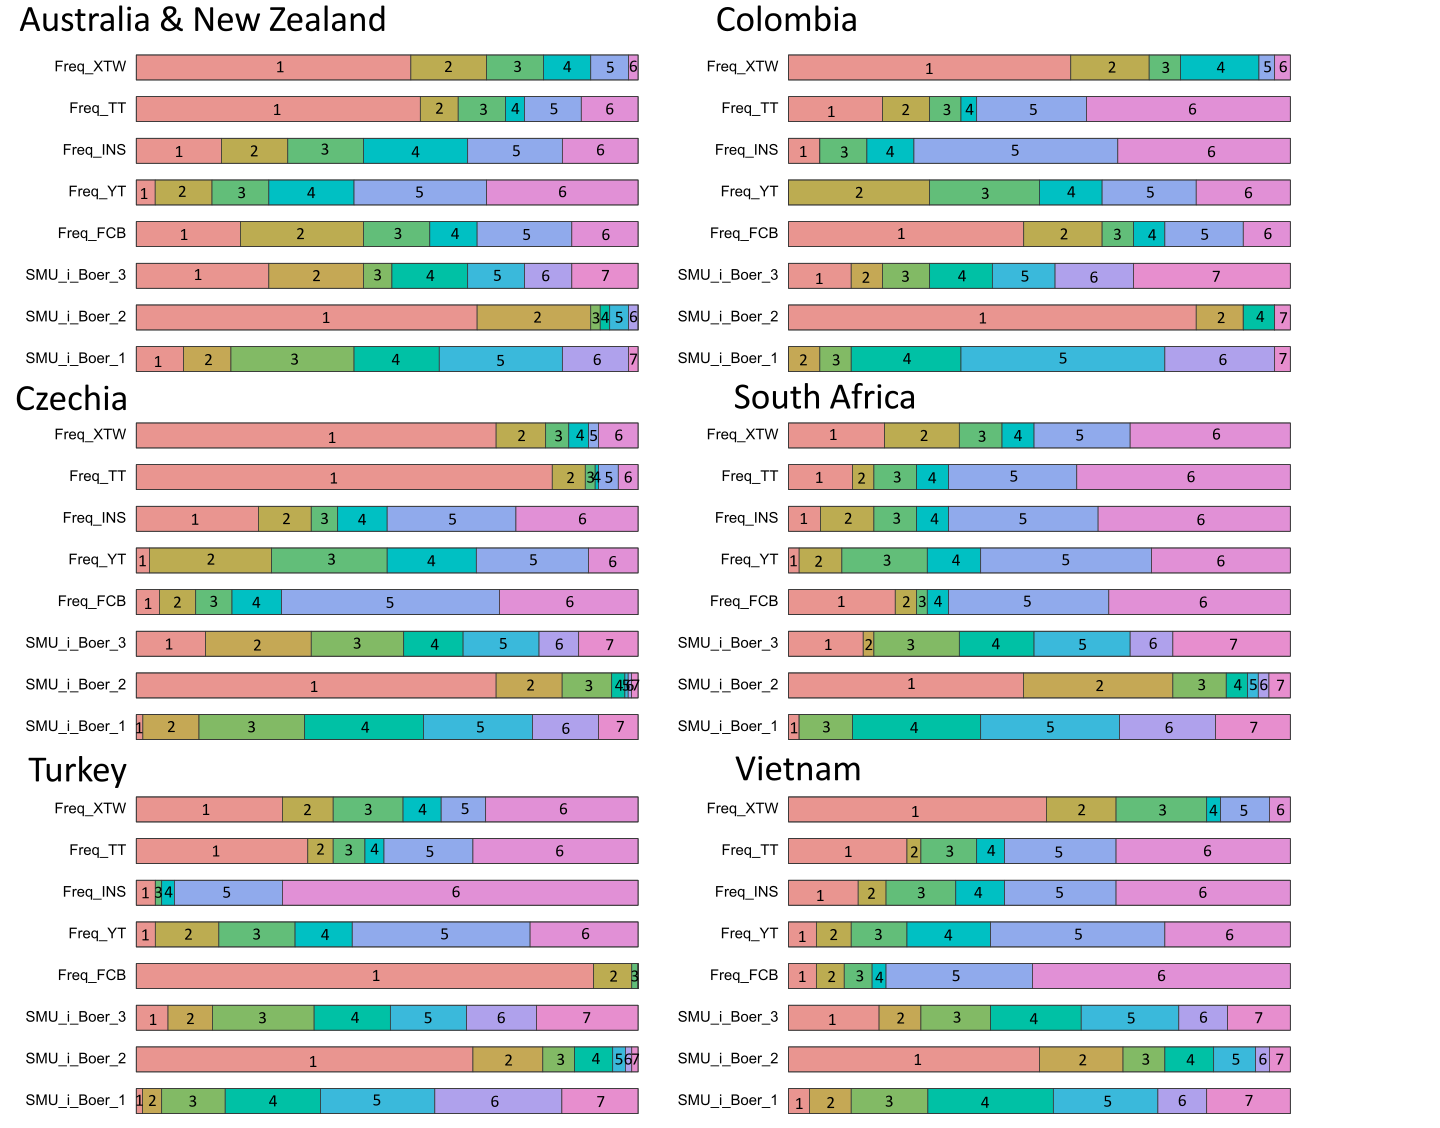 Australia & New Zealand
Freq_XTW 1 2 3 4 5 6
Freq_TT 1 2 3 4 5 6
Freq_INS 1 2 3 4 5 6
Freq_YT 1 2 3 4 5 6
Freq_FCB 1 2 3 4 5 6
SMU_i_Boer_3 1 2 3 4 5 6 7
SMU_i_Boer_2 1 2 3 4 5 6
SMU_i_Boer_1 1 2 3 4 5 6 7
Colombia
Freq_XTW 1 2 3 4 5 6
Freq_TT 1 2 3 4 5 6
Freq_INS 1 3 4 5 6
Freq_YT 2 3 4 5 6
Freq_FCB 1 2 3 4 5 6
SMU_i_Boer_3 1 2 3 4 5 6 7
SMU_i_Boer_2 1 2 4 7
SMU_i_Boer_1 2 3 4 5 6 7
Czechia
Freq_XTW 1 2 3 4 5 6
Freq_TT 1 2 3 4 5 6
Freq_INS 1 2 3 4 5 6
Freq_YT 1 2 3 4 5 6
Freq_FCB 1 2 3 4 5 6
SMU_i_Boer_3 1 2 3 4 5 6 7
SMU_i_Boer_2 1 2 3 4 5 6 7
SMU_i_Boer_1 1 2 3 4 5 6 7
South Africa
Freq_XTW 1 2 3 4 5 6
Freq_TT 1 2 3 4 5 6
Freq_INS 1 2 3 4 5 6
Freq_YT 1 2 3 4 5 6
Freq_FCB 1 2 3 4 5 6
SMU_i_Boer_3 1 2 3 4 5 6 7
SMU_i_Boer_2 1 2 3 4 5 6 7
SMU_i_Boer_1 1 3 4 5 6 7
Turkey
Freq_XTW 1 2 3 4 5 6
Freq_TT 1 2 3 4 5 6
Freq_INS 1 3 4 5 6
Freq_YT 1 2 3 4 5 6
Freq_FCB 1 2 3
SMU_i_Boer_3 1 2 3 4 5 6 7
SMU_i_Boer_2 1 2 3 4 5 6 7
SMU_i_Boer_1 1 2 3 4 5 6 7
Vietnam
Freq_XTW 1 2 3 4 5 6
Freq_TT 1 2 3 4 5 6
Freq_INS 1 2 3 4 5 6
Freq_YT 1 2 3 4 5 6
Freq_FCB 1 2 3 4 5 6
SMU_i_Boer_3 1 2 3 4 5 6 7
SMU_i_Boer_2 1 2 3 4 5 6 7
SMU_i_Boer_1 1 2 3 4 5 6 7